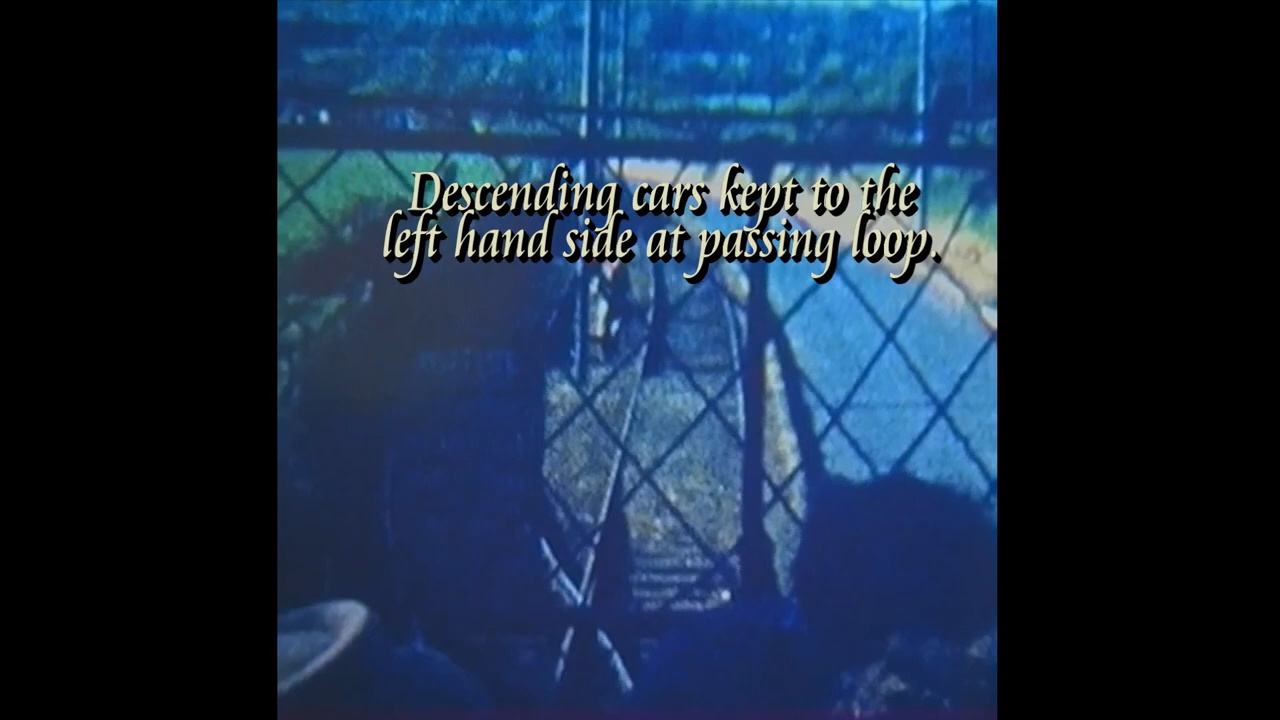 Descending cars kept to the
left hand side at passing loop.